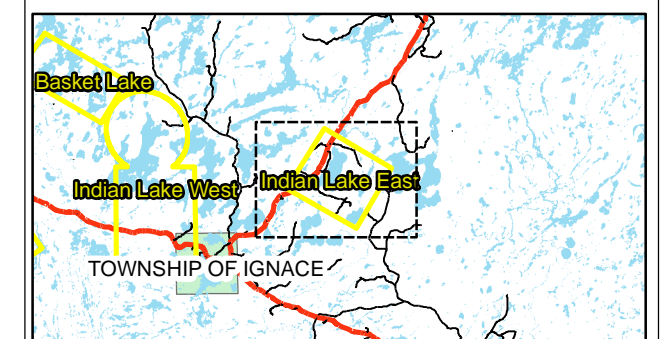 Basket Lake
Indian Lake West
Indian Lake East
TOWNSHIP OF IGNACE